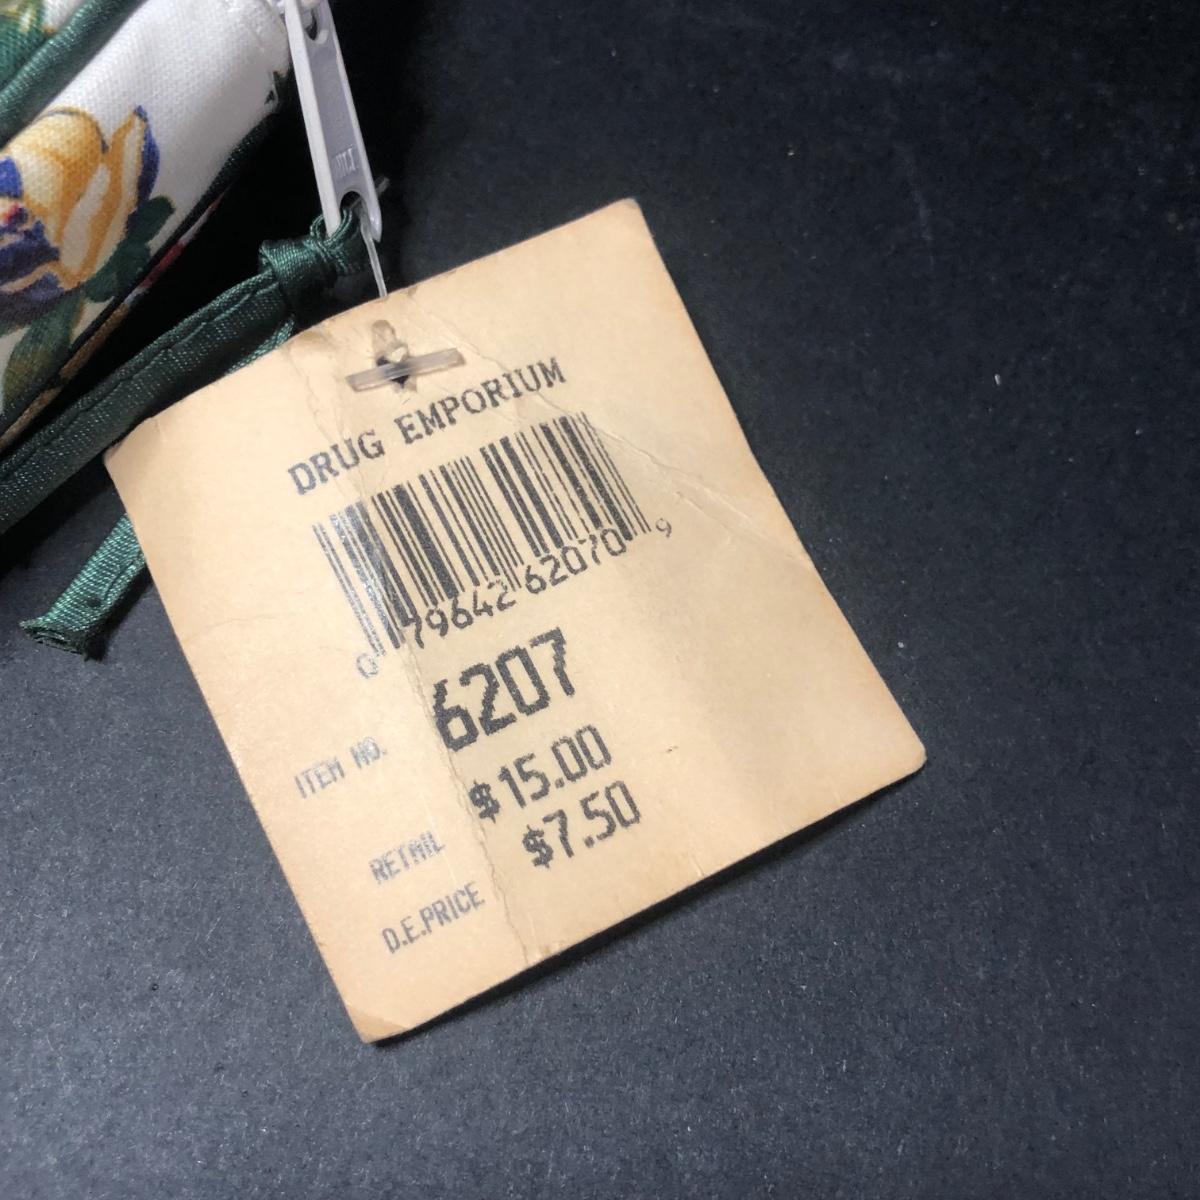 DRUG EMPORIUM
0 79642 62070 9
ITEM NO. 6207
RETAIL $15.00
D.E.PRICE $7.50